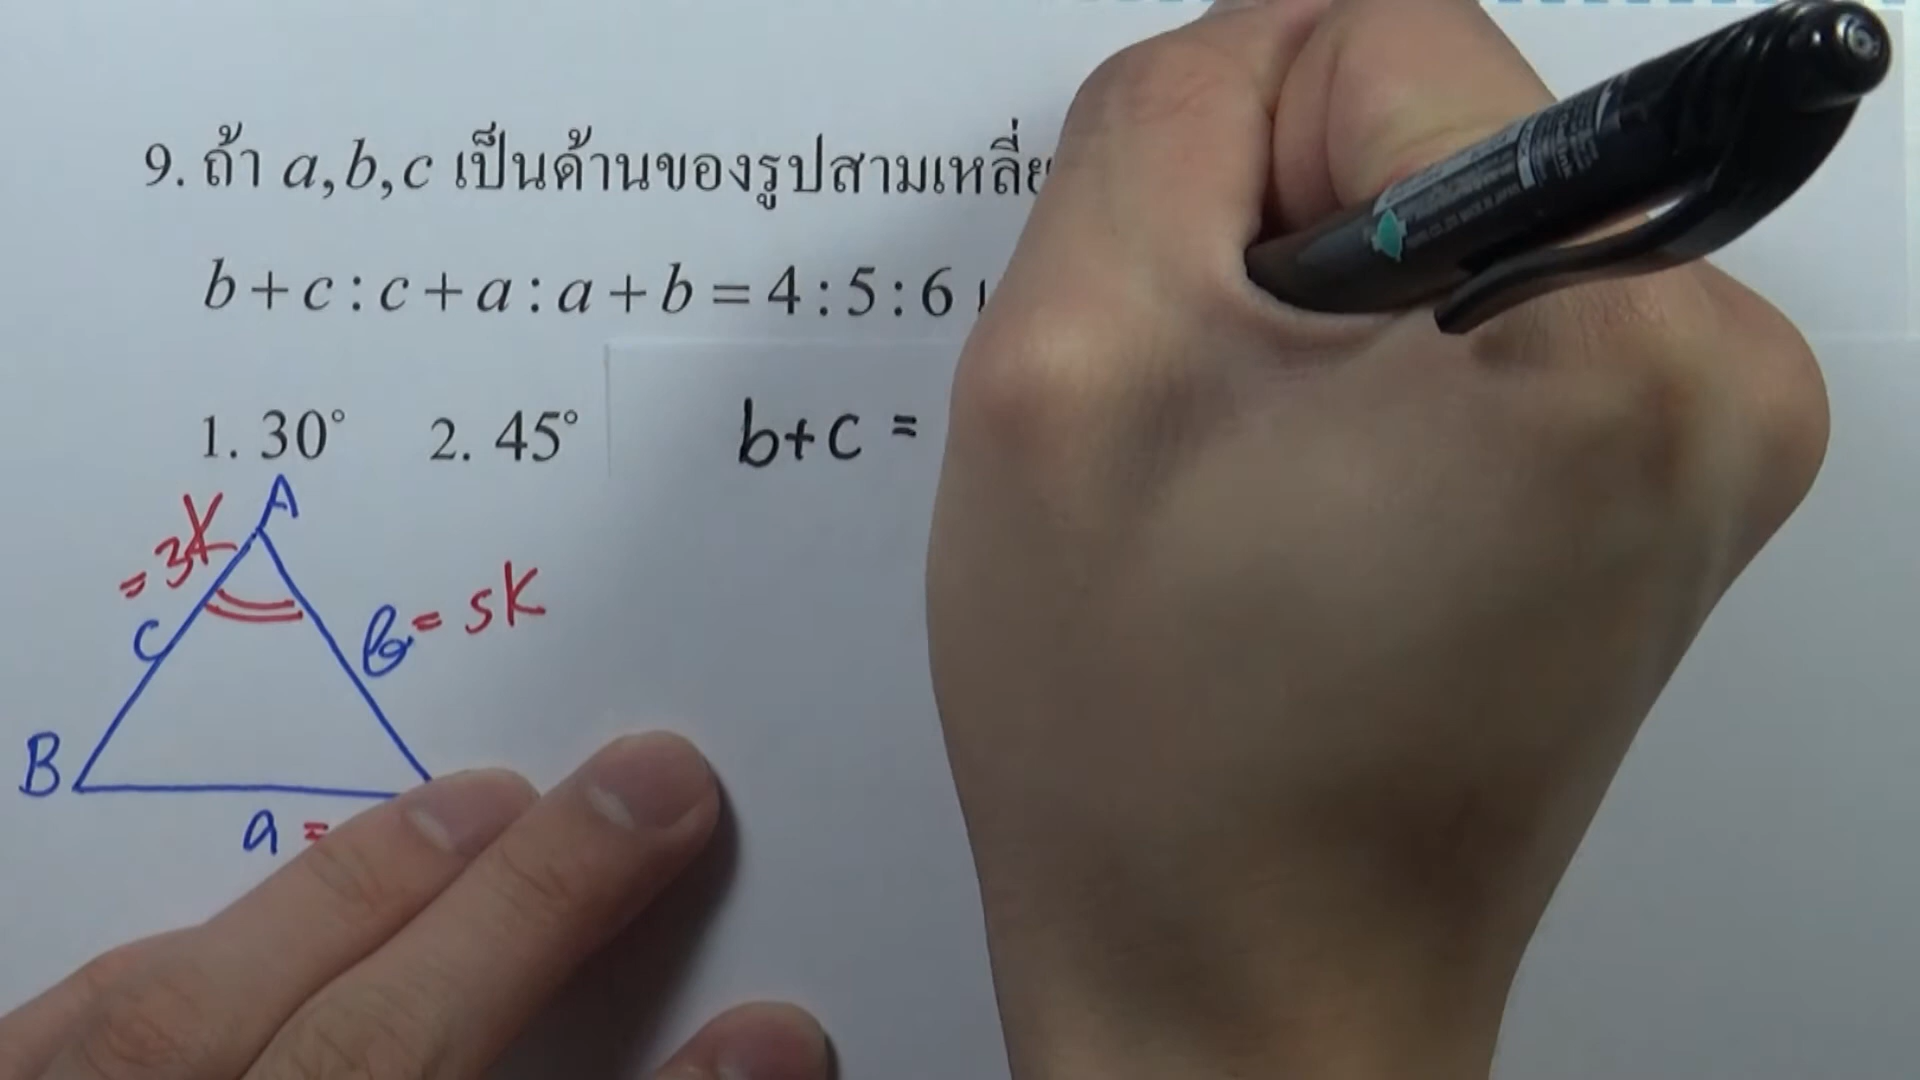 9. ถ้า a,b,c เป็นด้านของรูปสามเหลี่
b+c:c+a:a+b=4:5:6
1. 30° 2. 45°
b+c =
A
= 3K
c
b = 5K
B
a =